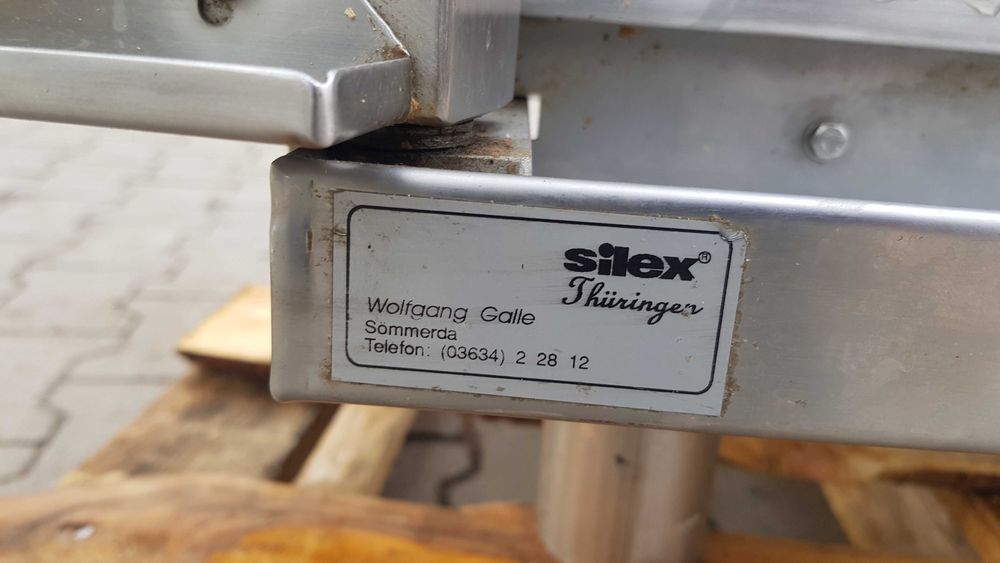 silex®
Thüringen
Wolfgang Galle
Sömmerda
Telefon: (03634) 2 28 12